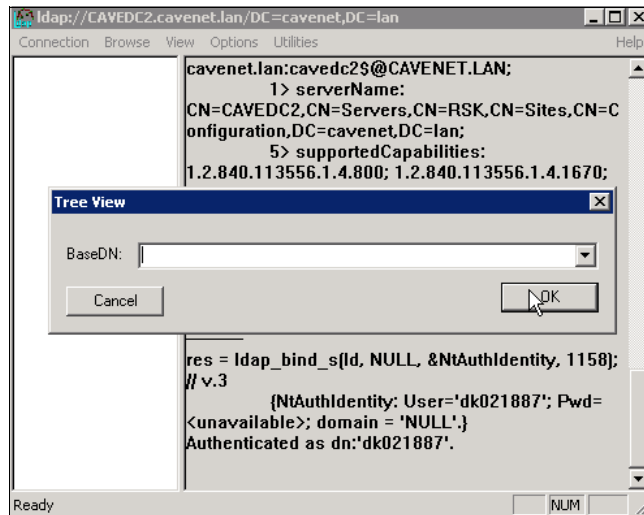 ldap://CAVEDC2.cavenet.lan/DC=cavenet,DC=lan
Connection Browse View Options Utilities Help
cavenet.lan:cavedc2$@CAVENET.LAN;
1> serverName:
CN=CAVEDC2,CN=Servers,CN=RSK,CN=Sites,CN=C
onfiguration,DC=cavenet,DC=lan;
5> supportedCapabilities:
1.2.840.113556.1.4.800; 1.2.840.113556.1.4.1670;
Tree View
BaseDN:
Cancel OK
res = ldap_bind_s(ld, NULL, &NtAuthIdentity, 1158);
// v.3
{NtAuthIdentity: User='dk021887'; Pwd=
<unavailable>; domain = 'NULL'.}
Authenticated as dn:'dk021887'.
Ready NUM